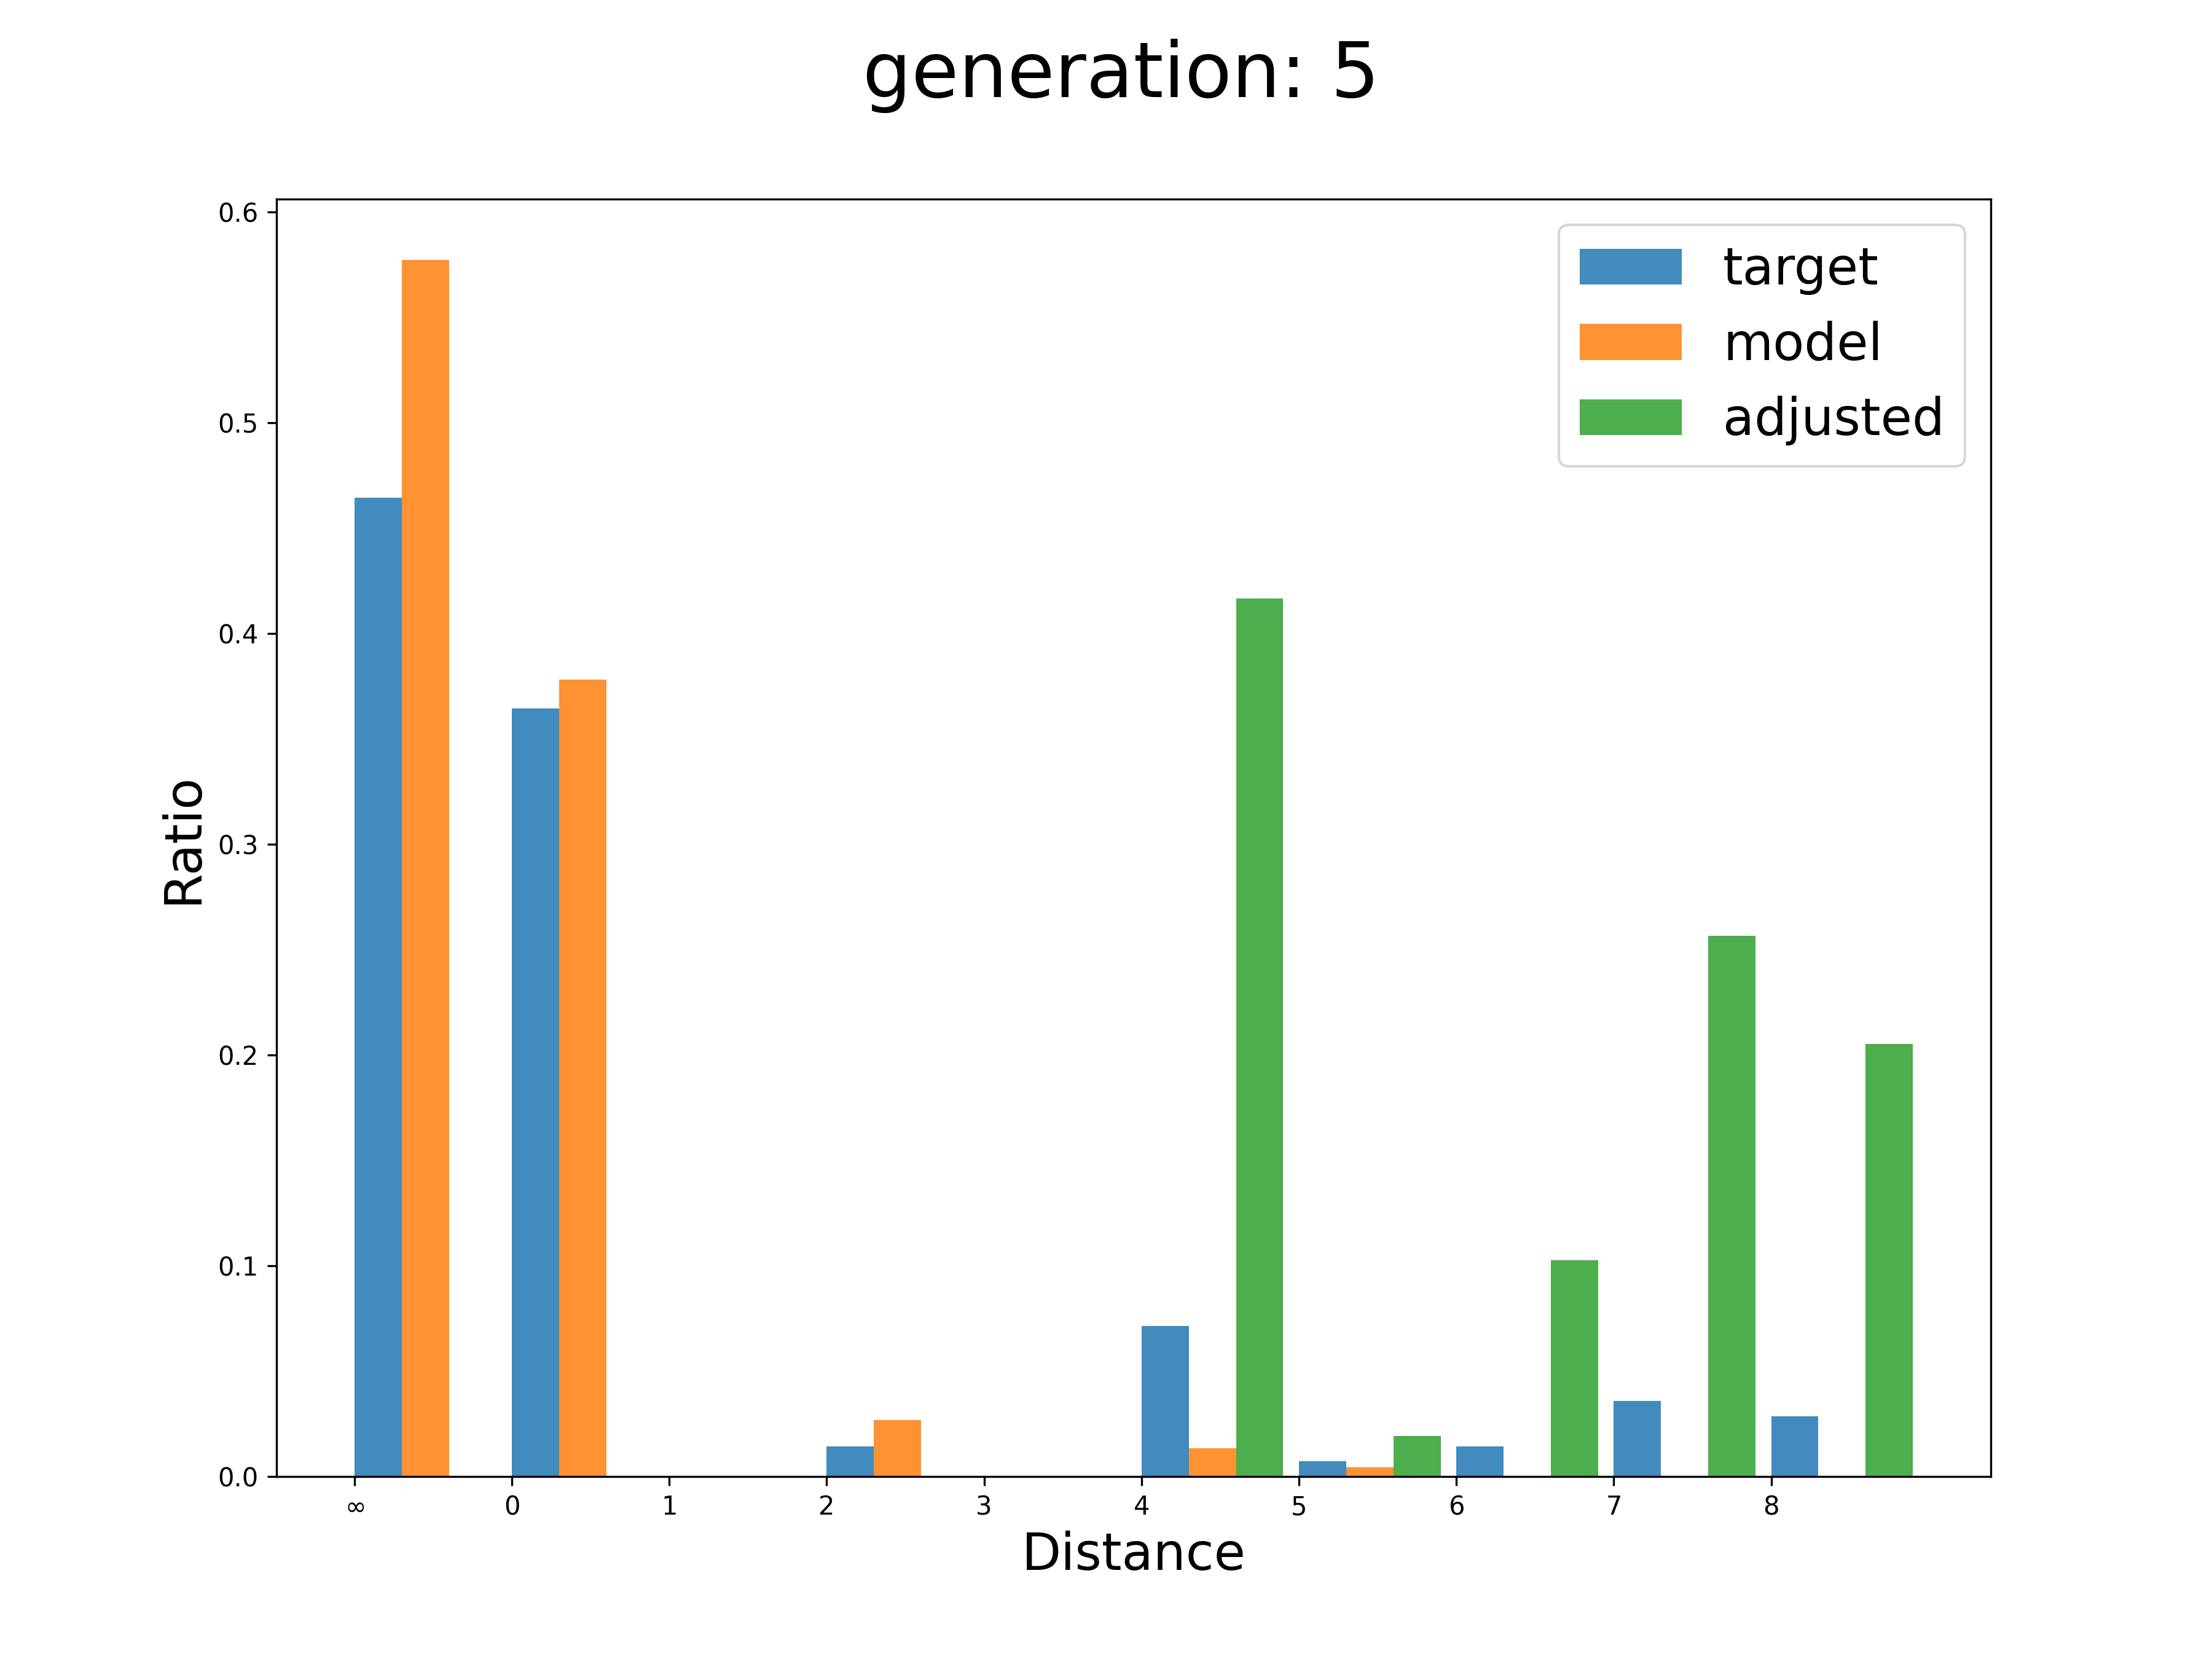 generation: 5
target
model
adjusted
Ratio
0.6
0.5
0.4
0.3
0.2
0.1
0.0
∞ 0 1 2 3 4 5 6 7 8
Distance